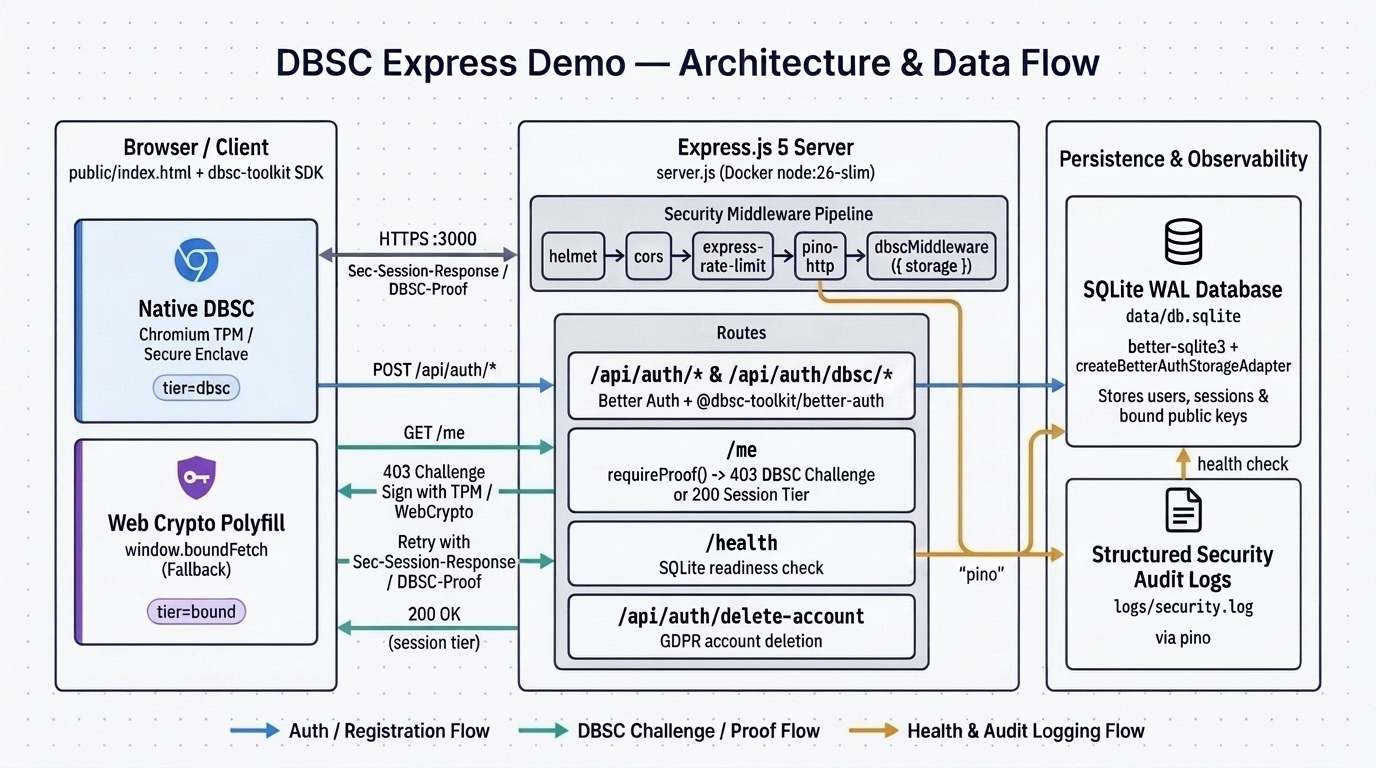 DBSC Express Demo — Architecture & Data Flow
Browser / Client
public/index.html + dbsc-toolkit SDK
Native DBSC
Chromium TPM /
Secure Enclave
tier=dbsc
Web Crypto Polyfill
window.boundFetch
(Fallback)
tier=bound
HTTPS :3000
Sec-Session-Response /
DBSC-Proof
POST /api/auth/*
GET /me
403 Challenge
Sign with TPM /
WebCrypto
Retry with
Sec-Session-Response
/ DBSC-Proof
200 OK
(session tier)
Express.js 5 Server
server.js (Docker node:26-slim)
Security Middleware Pipeline
helmet
cors
express-
rate-limit
pino-
http
dbscMiddleware
({ storage })
Routes
/api/auth/* & /api/auth/dbsc/*
Better Auth + @dbsc-toolkit/better-auth
/me
requireProof() -> 403 DBSC Challenge
or 200 Session Tier
/health
SQLite readiness check
/api/auth/delete-account
GDPR account deletion
“pino”
Persistence & Observability
SQLite WAL Database
data/db.sqlite
better-sqlite3 +
createBetterAuthStorageAdapter
Stores users, sessions &
bound public keys
health check
Structured Security
Audit Logs
logs/security.log
via pino
Auth / Registration Flow
DBSC Challenge / Proof Flow
Health & Audit Logging Flow